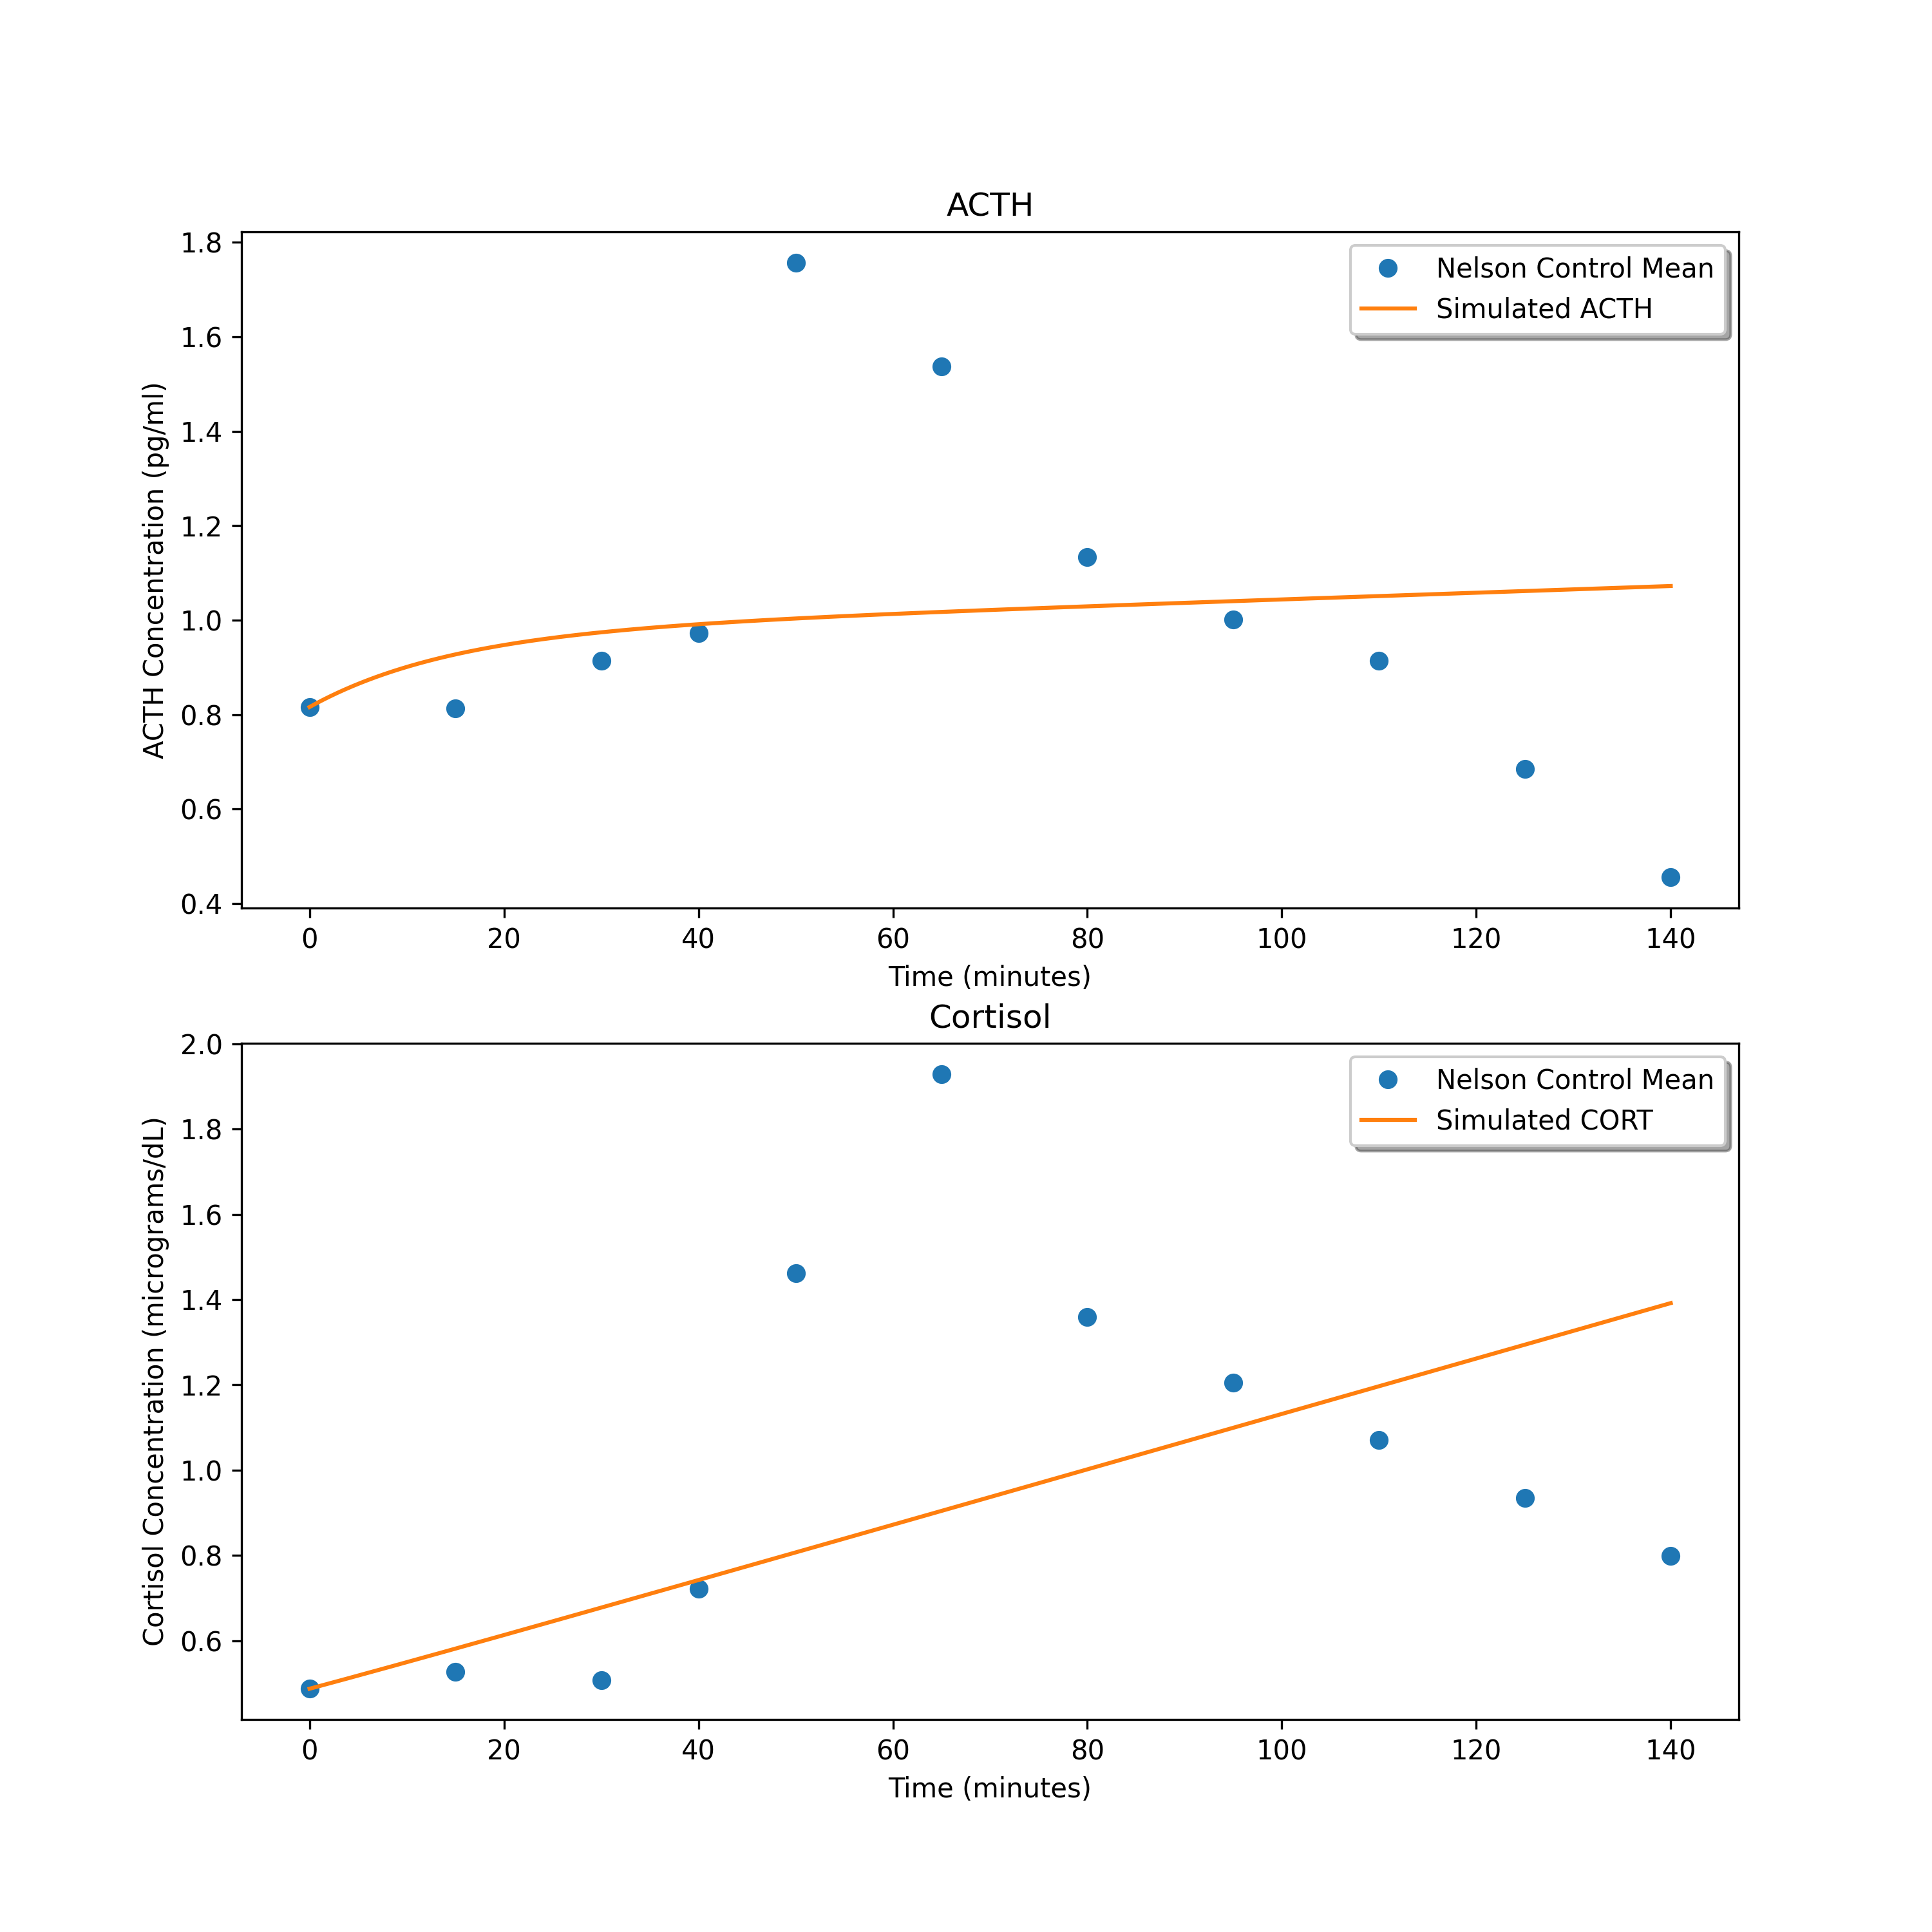 ACTH
1.8
1.6
1.4
1.2
1.0
0.8
0.6
0.4
ACTH Concentration (pg/ml)
Nelson Control Mean
Simulated ACTH
0 20 40 60 80 100 120 140
Time (minutes)
Cortisol
2.0
1.8
1.6
1.4
1.2
1.0
0.8
0.6
Cortisol Concentration (micrograms/dL)
Nelson Control Mean
Simulated CORT
0 20 40 60 80 100 120 140
Time (minutes)